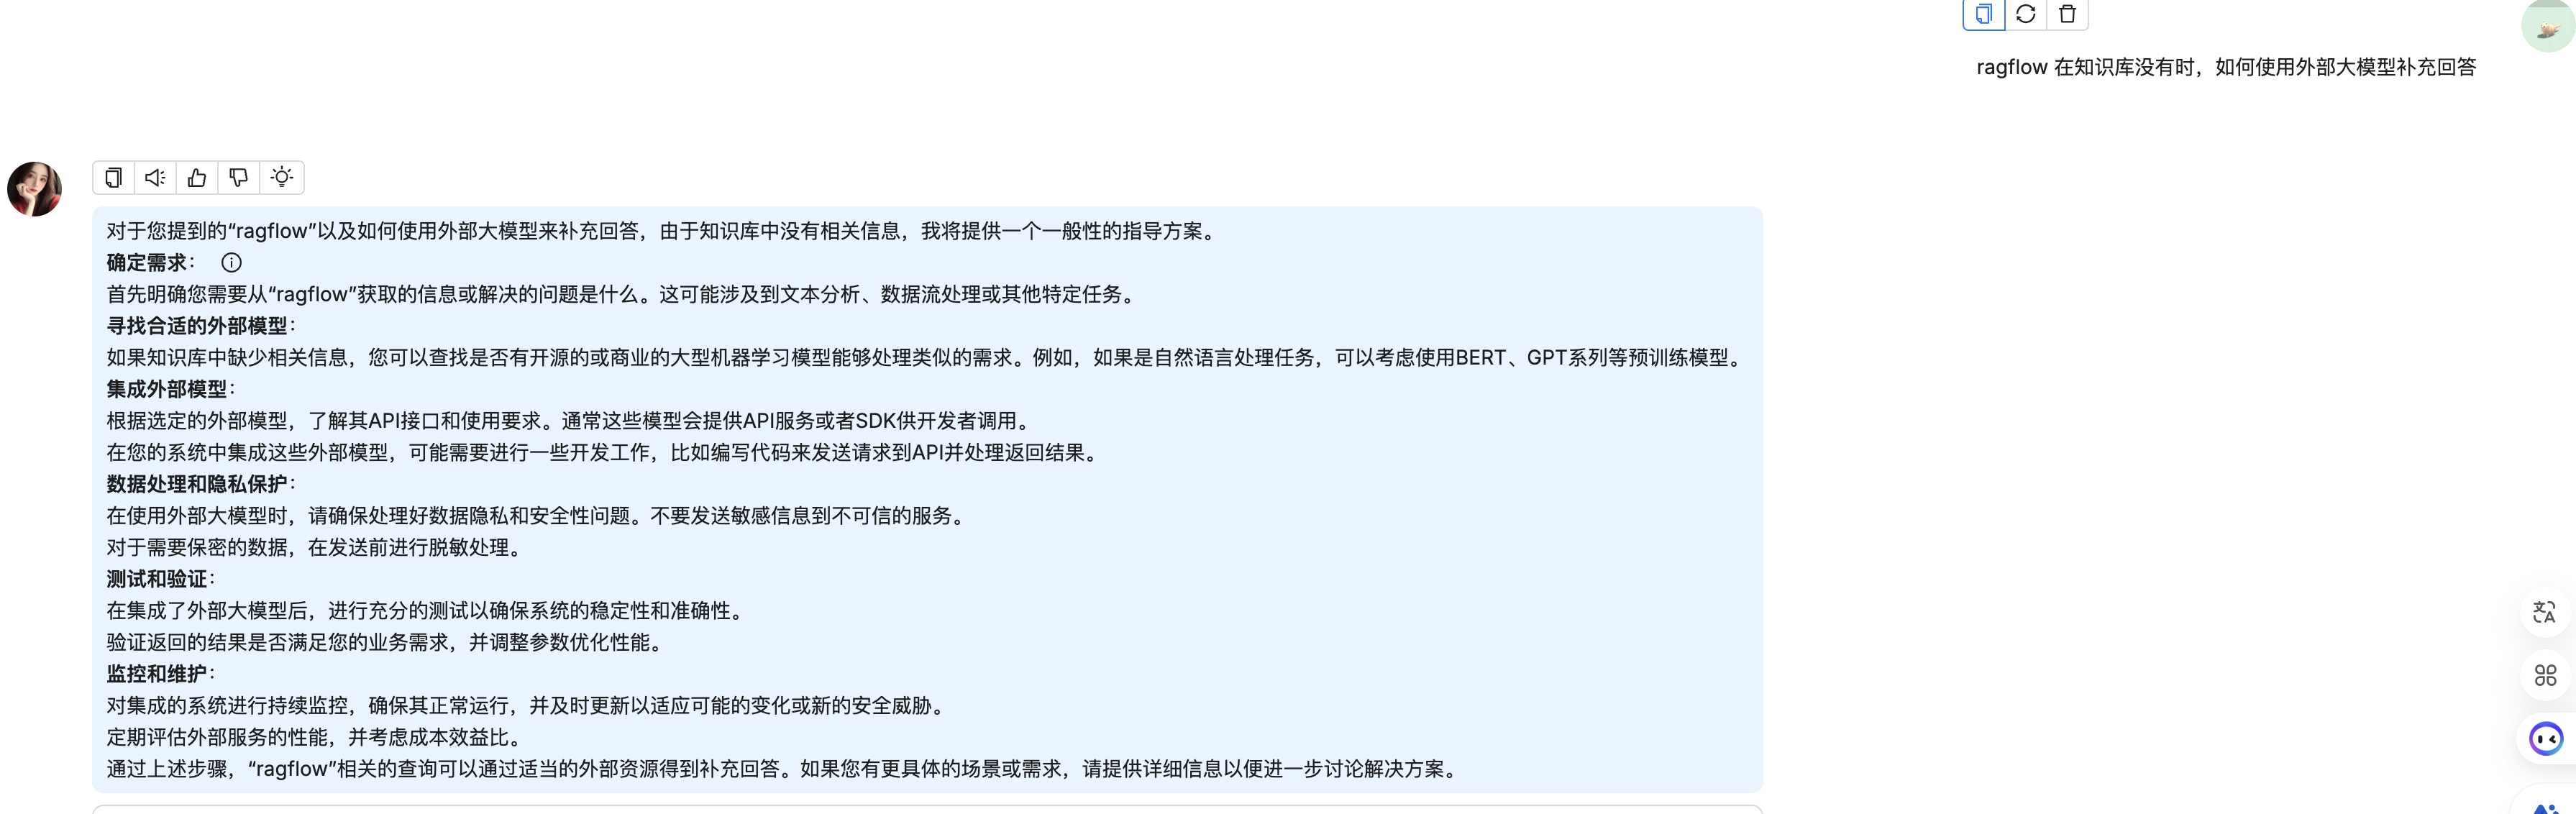 ragflow 在知识库没有时，如何使用外部大模型补充回答
对于您提到的“ragflow”以及如何使用外部大模型来补充回答，由于知识库中没有相关信息，我将提供一个一般性的指导方案。
确定需求：
首先明确您需要从“ragflow”获取的信息或解决的问题是什么。这可能涉及到文本分析、数据流处理或其他特定任务。
寻找合适的外部模型：
如果知识库中缺少相关信息，您可以查找是否有开源的或商业的大型机器学习模型能够处理类似的需求。例如，如果是自然语言处理任务，可以考虑使用BERT、GPT系列等预训练模型。
集成外部模型：
根据选定的外部模型，了解其API接口和使用要求。通常这些模型会提供API服务或者SDK供开发者调用。
在您的系统中集成这些外部模型，可能需要进行一些开发工作，比如编写代码来发送请求到API并处理返回结果。
数据处理和隐私保护：
在使用外部大模型时，请确保处理好数据隐私和安全性问题。不要发送敏感信息到不可信的服务。
对于需要保密的数据，在发送前进行脱敏处理。
测试和验证：
在集成了外部大模型后，进行充分的测试以确保系统的稳定性和准确性。
验证返回的结果是否满足您的业务需求，并调整参数优化性能。
监控和维护：
对集成的系统进行持续监控，确保其正常运行，并及时更新以适应可能的变化或新的安全威胁。
定期评估外部服务的性能，并考虑成本效益比。
通过上述步骤，“ragflow”相关的查询可以通过适当的外部资源得到补充回答。如果您有更具体的场景或需求，请提供详细信息以便进一步讨论解决方案。